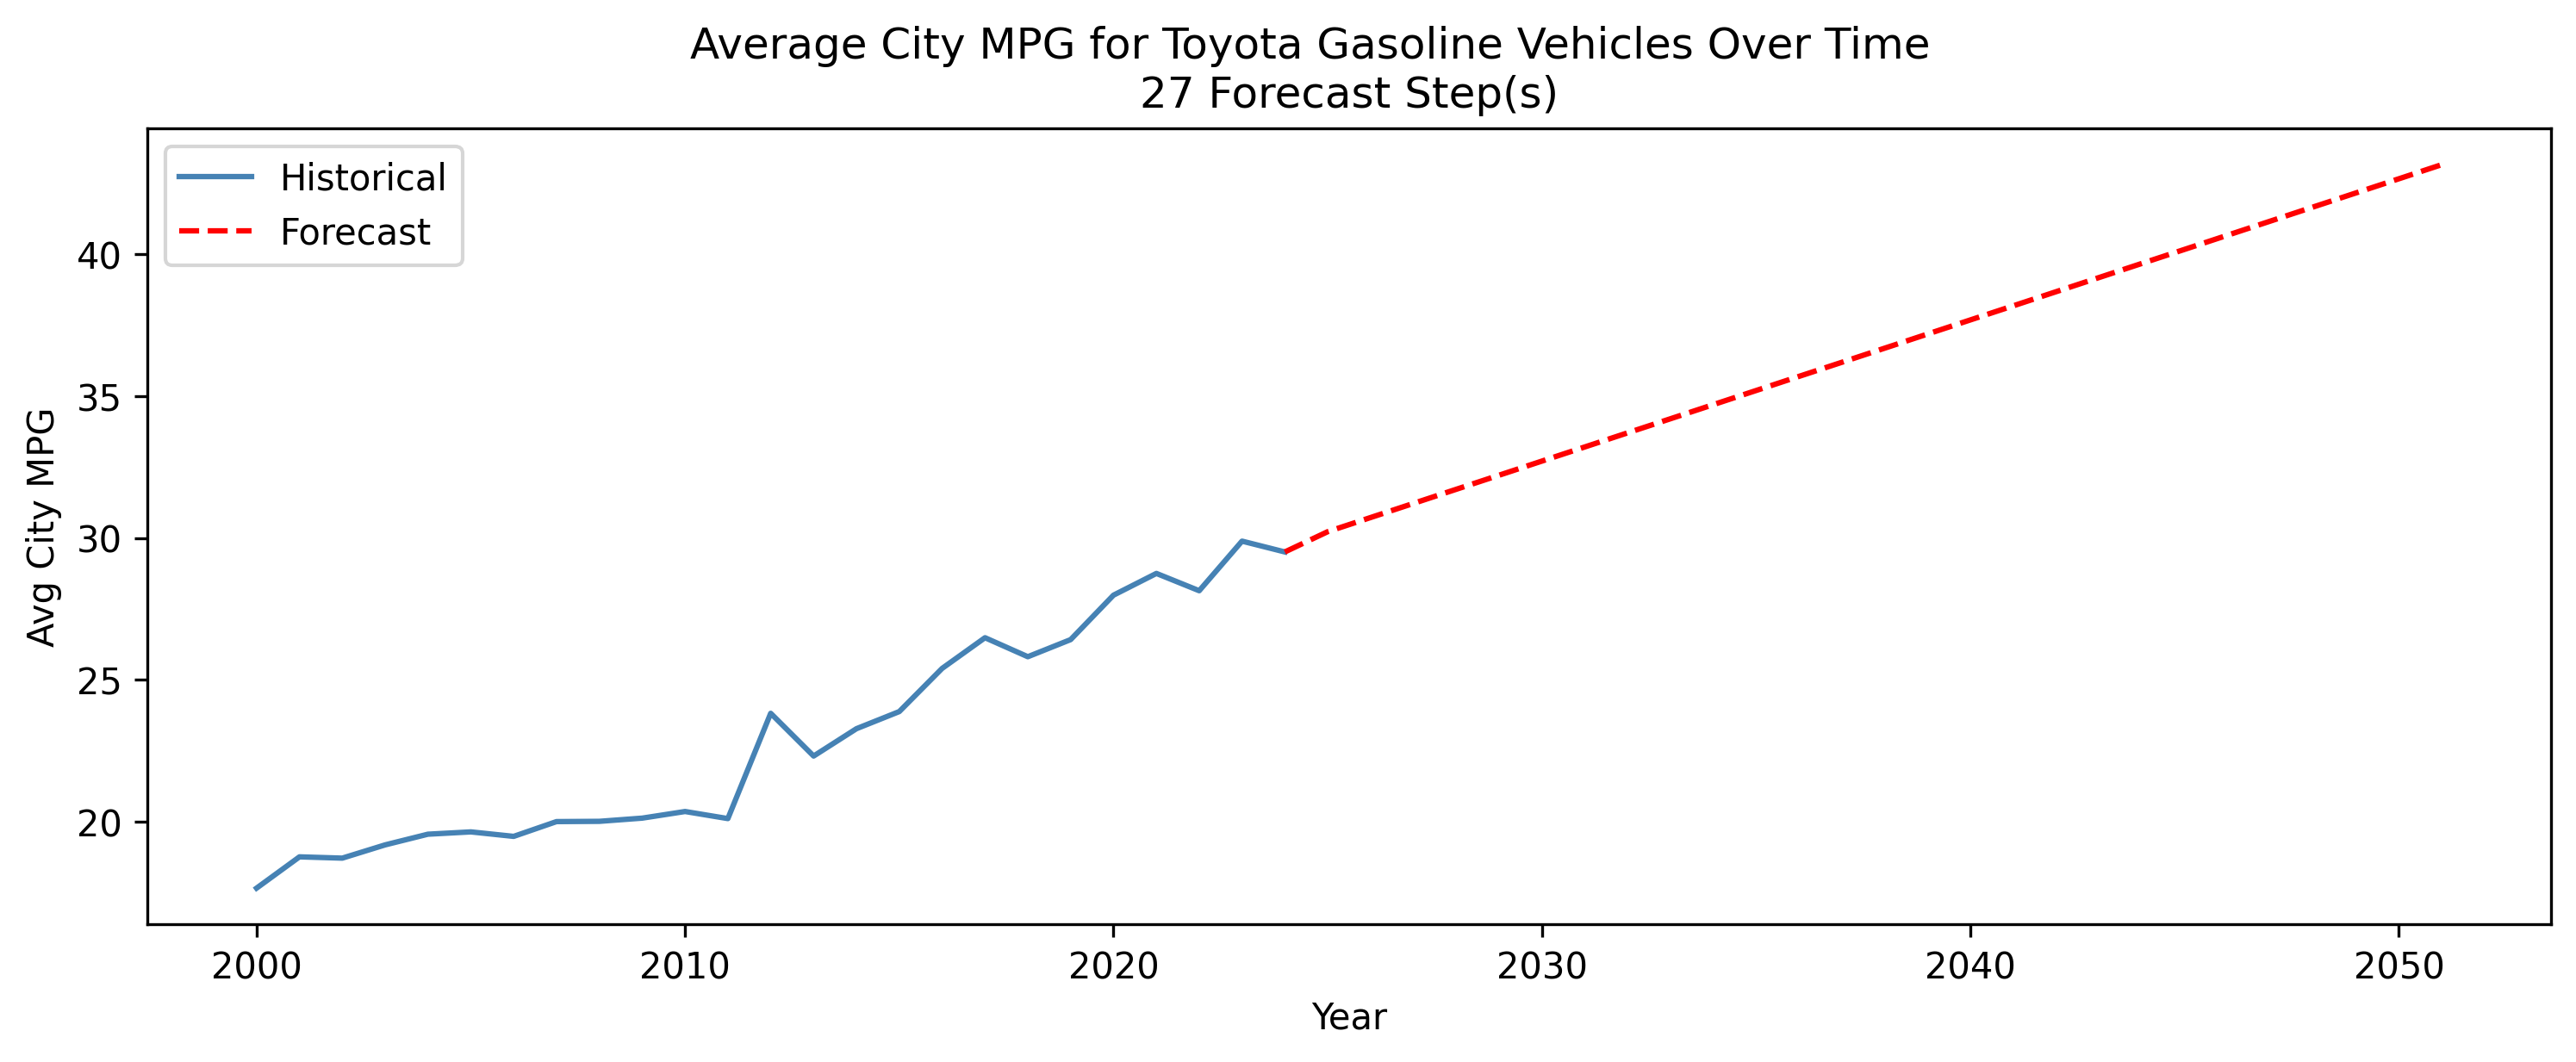 Average City MPG for Toyota Gasoline Vehicles Over Time
27 Forecast Step(s)
Historical
Forecast
Avg City MPG
40
35
30
25
20
2000
2010
2020
2030
2040
2050
Year